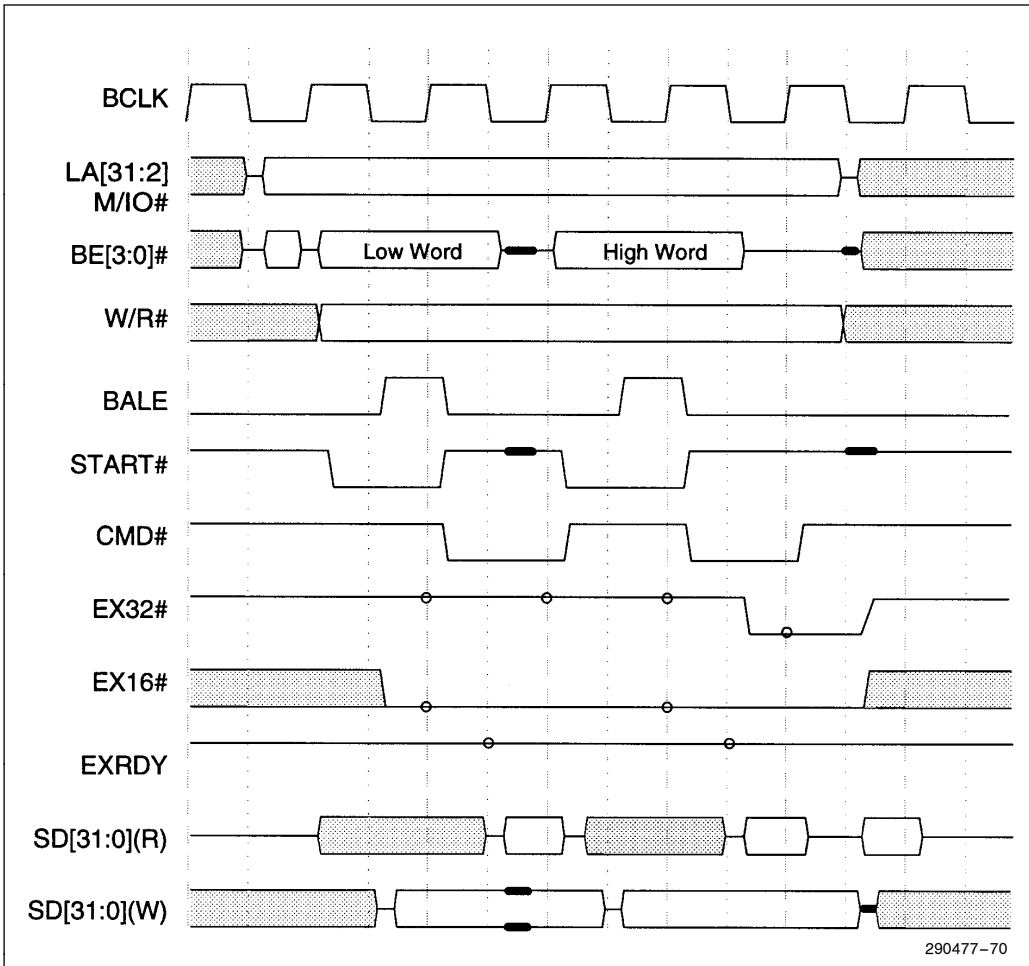 BCLK
LA[31:2]
M/IO#
BE[3:0]#
Low Word
High Word
W/R#
BALE
START#
CMD#
EX32#
EX16#
EXRDY
SD[31:0](R)
SD[31:0](W)
290477-70